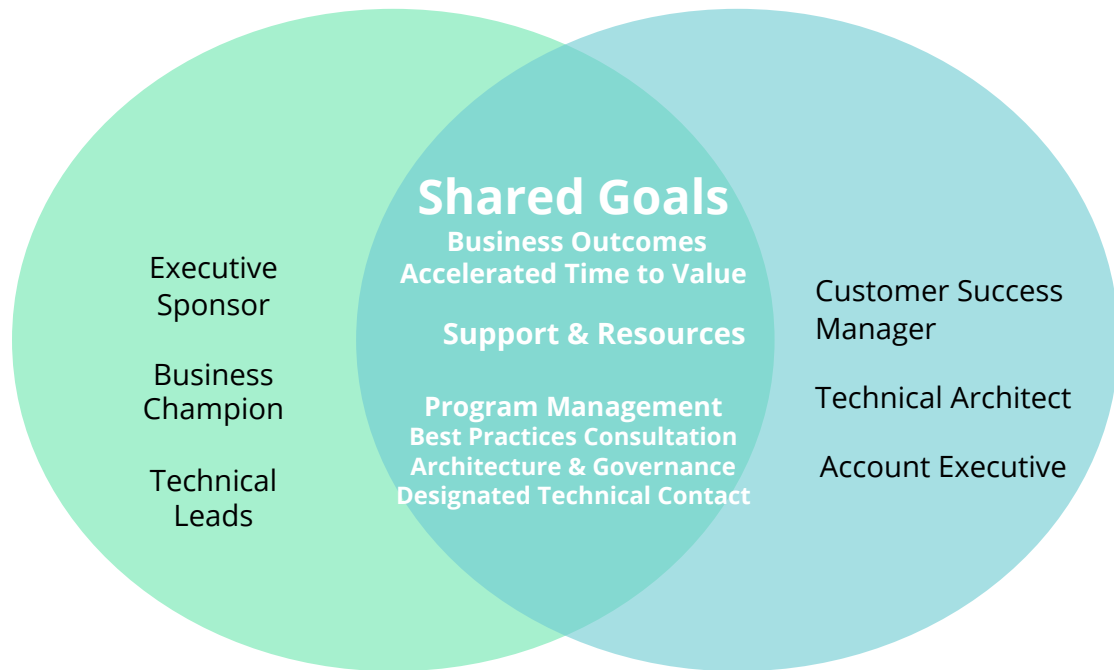 Executive
Sponsor
Business
Champion
Technical
Leads
Shared Goals
Business Outcomes
Accelerated Time to Value
Support & Resources
Program Management
Best Practices Consultation
Architecture & Governance
Designated Technical Contact
Customer Success
Manager
Technical Architect
Account Executive